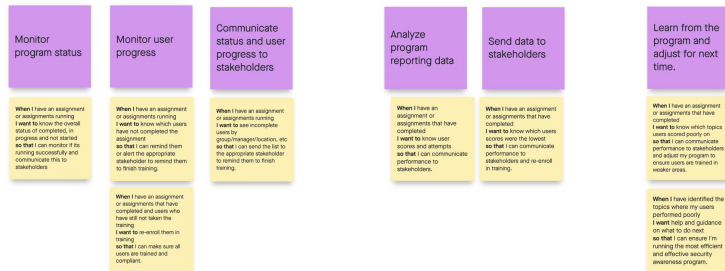 Monitor
program status
Monitor user
progress
Communicate
status and user
progress to
stakeholders
Analyze
program
reporting data
Send data to
stakeholders
Learn from the
program and
adjust for next
time.
When I have an assignment
or assignments running
I want to know the overall
status of completed, in
progress and not started
so that I can monitor if its
running successfully and
communicate this to
stakeholders
When I have an assignment
or assignments running
I want to know which users
have not completed the
assignment
so that I can remind them
or alert the appropriate
stakeholder to remind them
to finish training.
When I have an assignment
or assignments running
I want to see incomplete
users by
group/manage/location, etc
so that I can send the list to
the appropriate stakeholder
to remind them to finish
training.
When I have an
assignment or
assignments that have
completed
I want to know user
scores and attempts
so that I can communicate
performance to
stakeholders.
When I have an assignment
or assignments that have
completed
I want to know which users
scores were the lowest
so that I can communicate
performance to
stakeholders and re-enroll
in training.
When I have an assignment or
assignments that have
completed
I want to know which topics
users scored poorly on
so that I can communicate
performance to stakeholders
and adjust my program to
ensure users are trained in
weaker areas.
When I have an assignment
or assignments that have
completed and users who
have still not taken the
training
I want to re-enroll them in
training
so that I can make sure all
users are trained and
compliant.
When I have identified the
topics where my users
performed poorly
I want help and guidance
on what to do next
so that I can ensure I'm
running the most efficient
and effective security
awareness program.